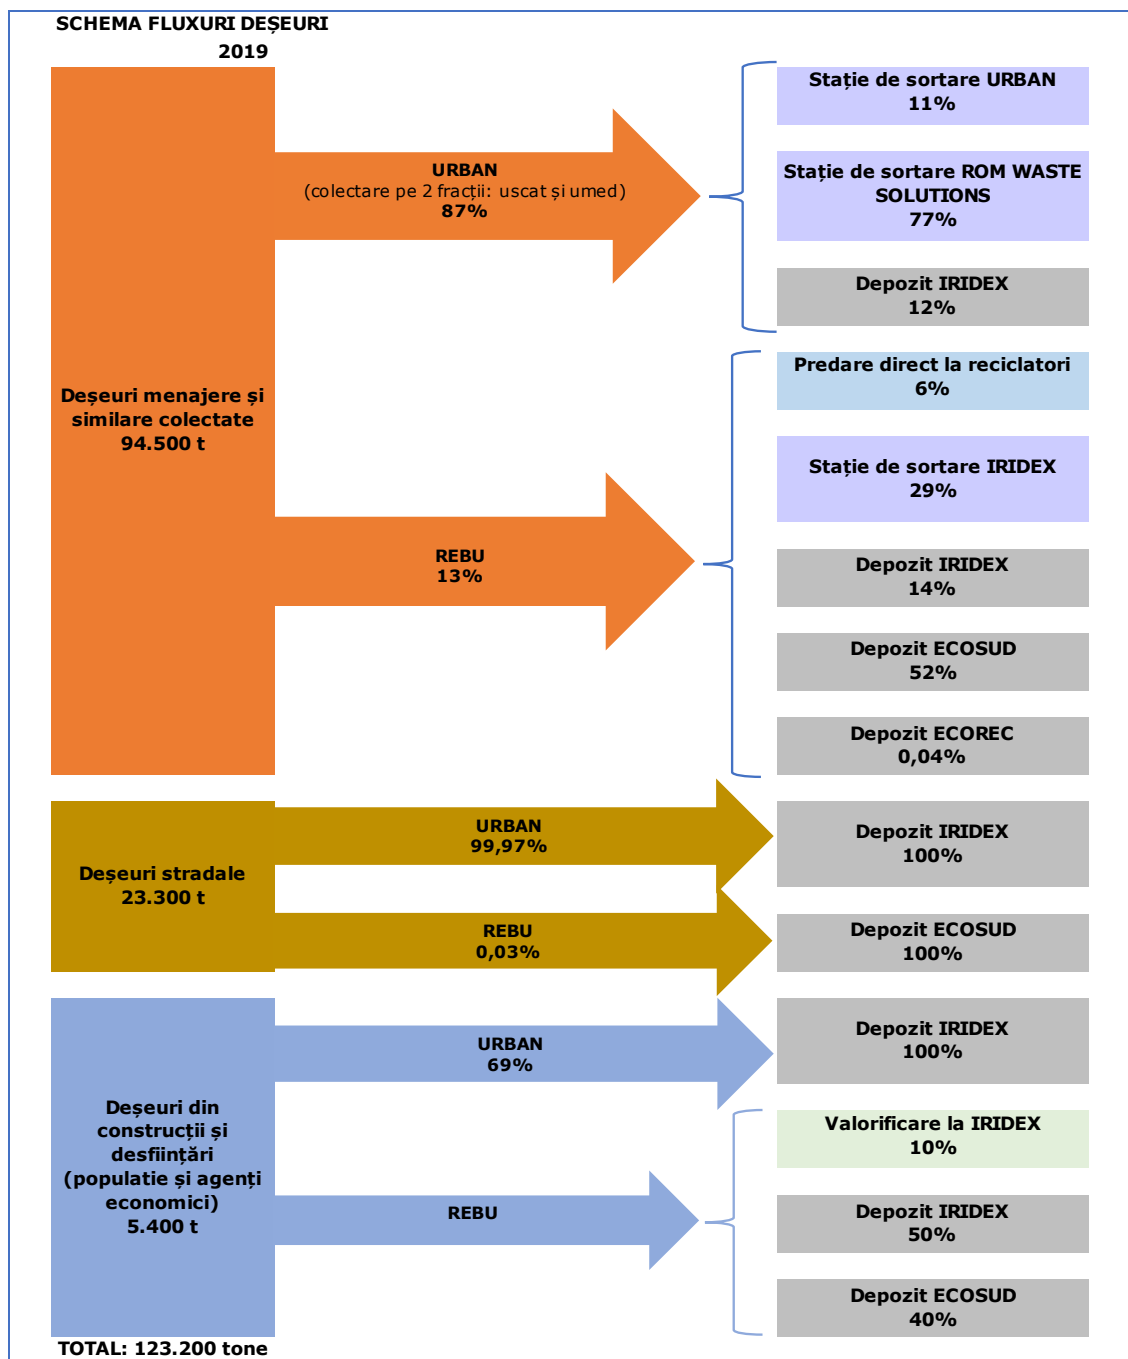 SCHEMA FLUXURI DEȘEURI
2019
Deșeuri menajere și
similare colectate
94.500 t
URBAN
(colectare pe 2 fracții: uscat și umed)
87%
Stație de sortare URBAN
11%
Stație de sortare ROM WASTE
SOLUTIONS
77%
Depozit IRIDEX
12%
REBU
13%
Predare direct la reciclatori
6%
Stație de sortare IRIDEX
29%
Depozit IRIDEX
14%
Depozit ECOSUD
52%
Depozit ECOREC
0,04%
Deșeuri stradale
23.300 t
URBAN
99,97%
Depozit IRIDEX
100%
REBU
0,03%
Depozit ECOSUD
100%
Deșeuri din
construcții și
desființări
(populatie și agenți
economici)
5.400 t
URBAN
69%
Depozit IRIDEX
100%
REBU
Valorificare la IRIDEX
10%
Depozit IRIDEX
50%
Depozit ECOSUD
40%
TOTAL: 123.200 tone